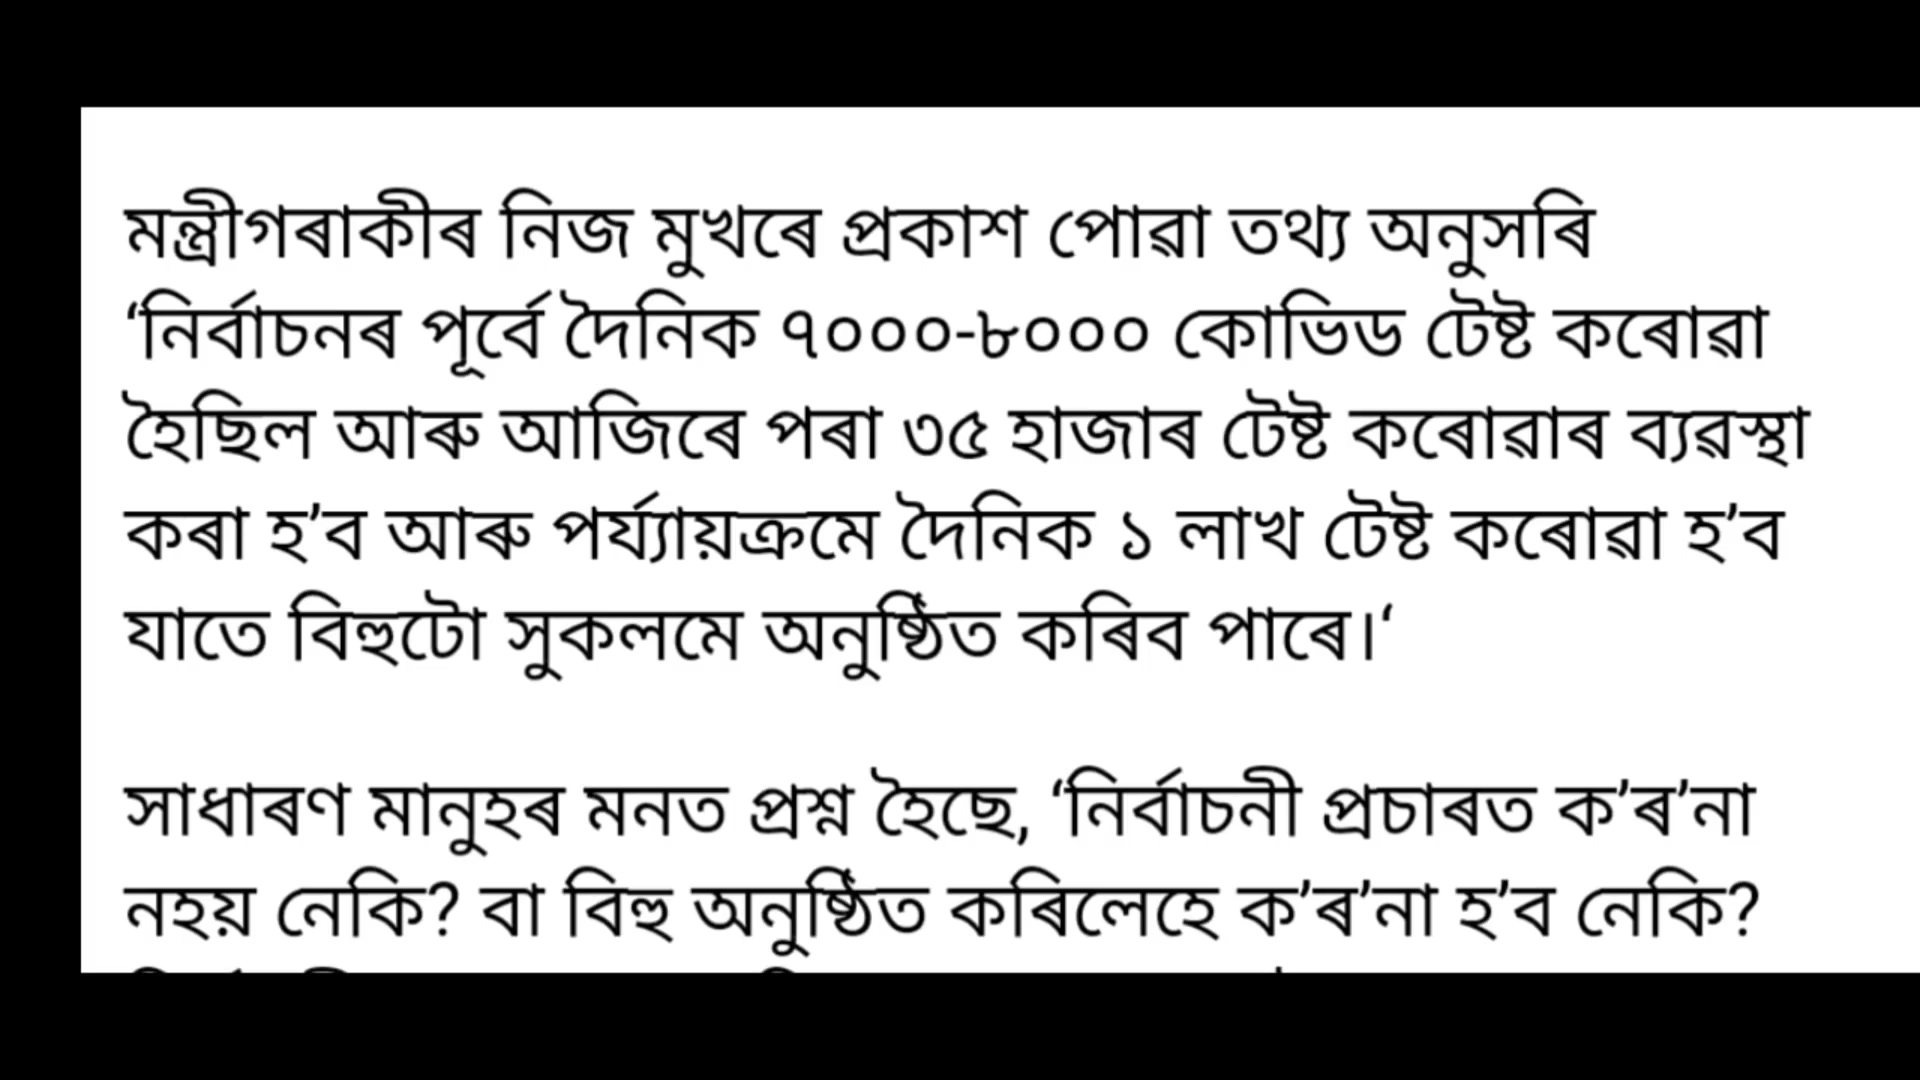 মন্ত্ৰীগৰাকীৰ নিজ মুখৰে প্ৰকাশ পোৱা তথ্য অনুসৰি
‘নিৰ্বাচনৰ পূৰ্বে দৈনিক ৭০০০-৮০০০ কোভিড টেষ্ট কৰোৱা
হৈছিল আৰু আজিৰে পৰা ৩৫ হাজাৰ টেষ্ট কৰোৱাৰ ব্যৱস্থা
কৰা হ’ব আৰু পৰ্য্যায়ক্ৰমে দৈনিক ১ লাখ টেষ্ট কৰোৱা হ’ব
যাতে বিহুটো সুকলমে অনুষ্ঠিত কৰিব পাৰে।‘
সাধাৰণ মানুহৰ মনত প্ৰশ্ন হৈছে, ‘নিৰ্বাচনী প্ৰচাৰত ক’ৰ’না
নহয় নেকি? বা বিহু অনুষ্ঠিত কৰিলেহে ক’ৰ’না হ’ব নেকি?